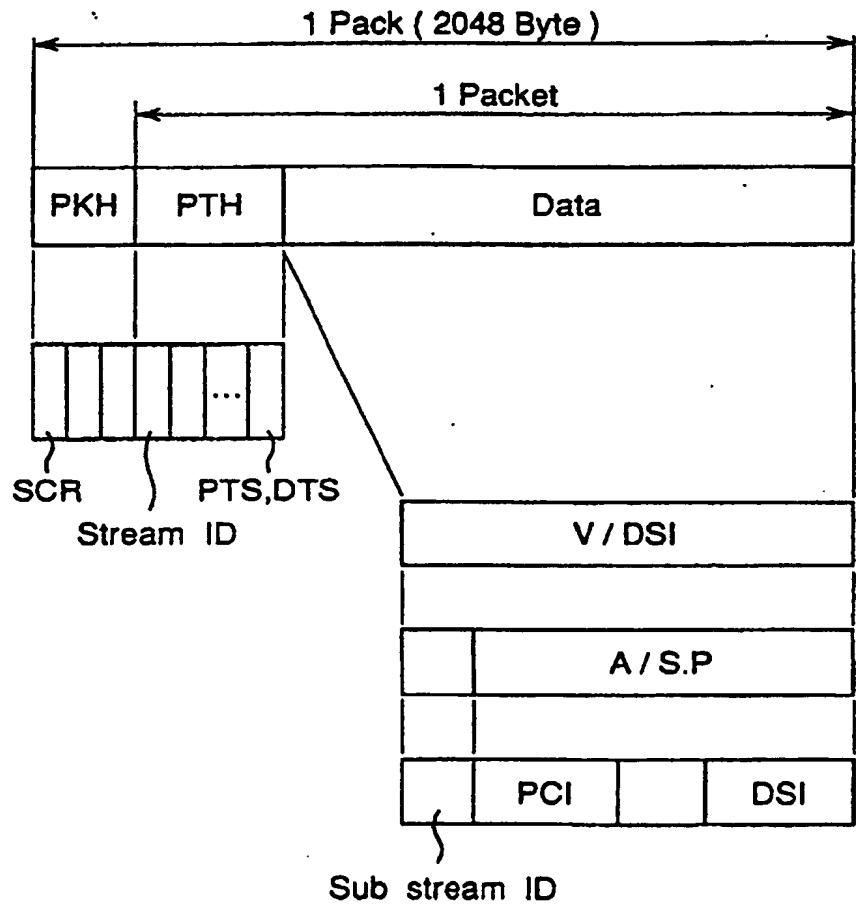 1 Pack ( 2048 Byte )
1 Packet
PKH PTH Data
...
SCR PTS,DTS
Stream ID
V / DSI
A / S.P
PCI DSI
Sub stream ID